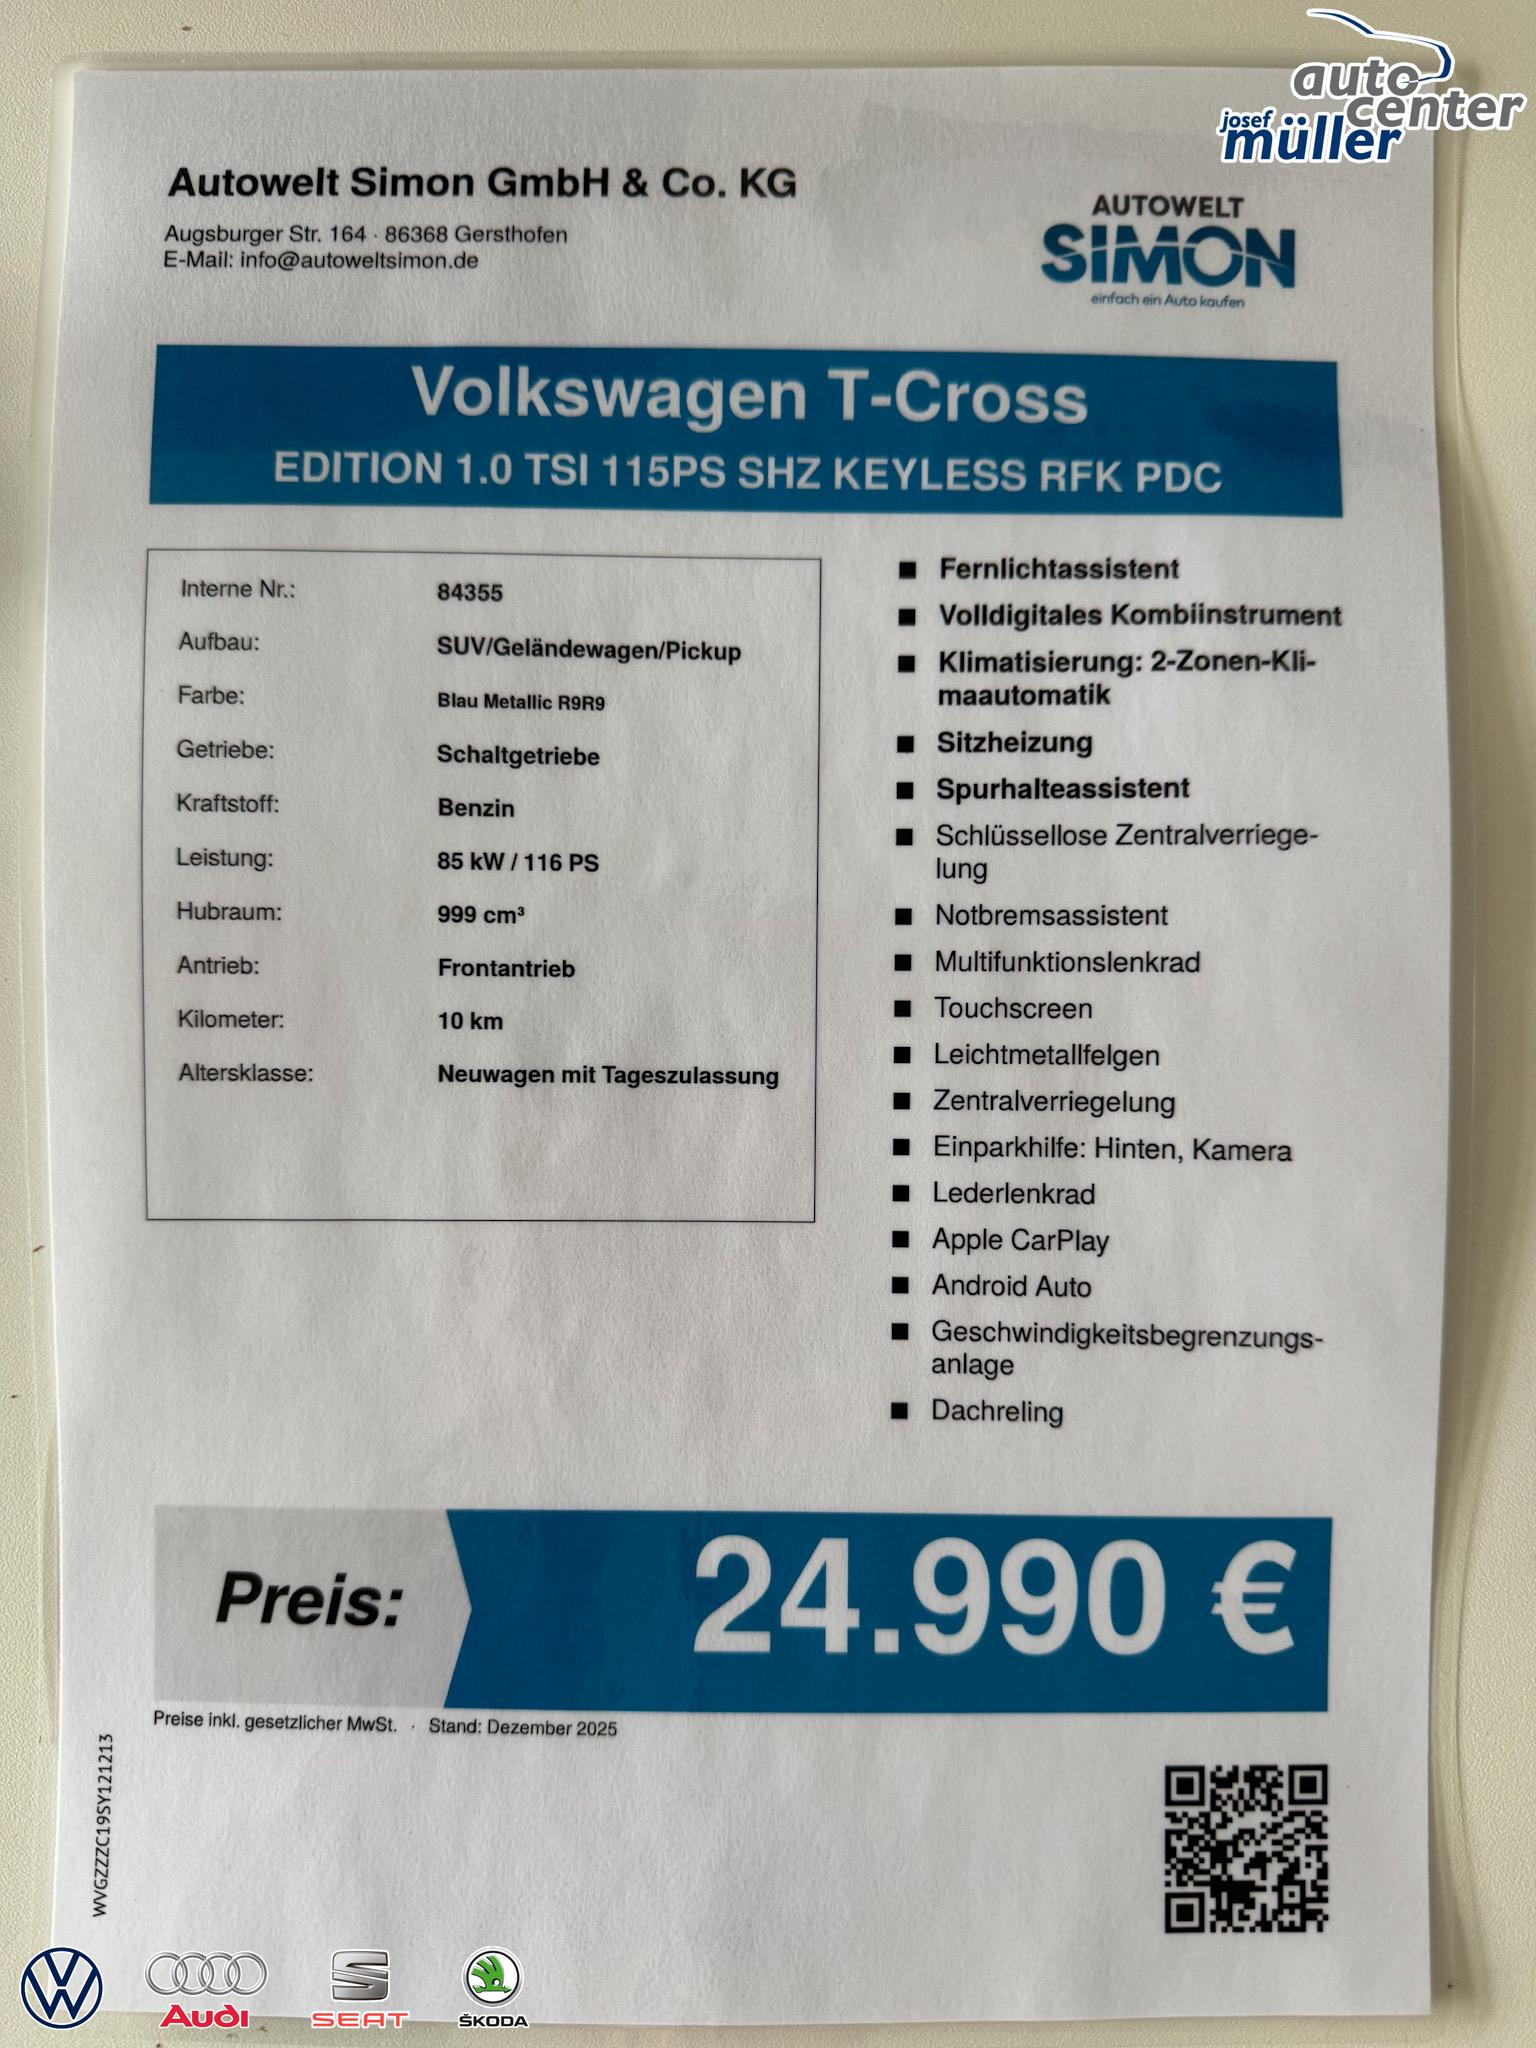 auto
center
josef
müller
Autowelt Simon GmbH & Co. KG
Augsburger Str. 164 · 86368 Gersthofen
E-Mail: info@autoweltsimon.de
AUTOWELT
SIMON
einfach ein Auto kaufen
Volkswagen T-Cross
EDITION 1.0 TSI 115PS SHZ KEYLESS RFK PDC
Interne Nr.: 84355
Aufbau: SUV/Geländewagen/Pickup
Farbe: Blau Metallic R9R9
Getriebe: Schaltgetriebe
Kraftstoff: Benzin
Leistung: 85 kW / 116 PS
Hubraum: 999 cm³
Antrieb: Frontantrieb
Kilometer: 10 km
Altersklasse: Neuwagen mit Tageszulassung
■ Fernlichtassistent
■ Volldigitales Kombiinstrument
■ Klimatisierung: 2-Zonen-Kli-
maautomatik
■ Sitzheizung
■ Spurhalteassistent
■ Schlüssellose Zentralverriege-
lung
■ Notbremsassistent
■ Multifunktionslenkrad
■ Touchscreen
■ Leichtmetallfelgen
■ Zentralverriegelung
■ Einparkhilfe: Hinten, Kamera
■ Lederlenkrad
■ Apple CarPlay
■ Android Auto
■ Geschwindigkeitsbegrenzungs-
anlage
■ Dachreling
Preis: 24.990 €
Preise inkl. gesetzlicher MwSt. · Stand: Dezember 2025
WVGZZZC19SY121213
Audi
SEAT
ŠKODA